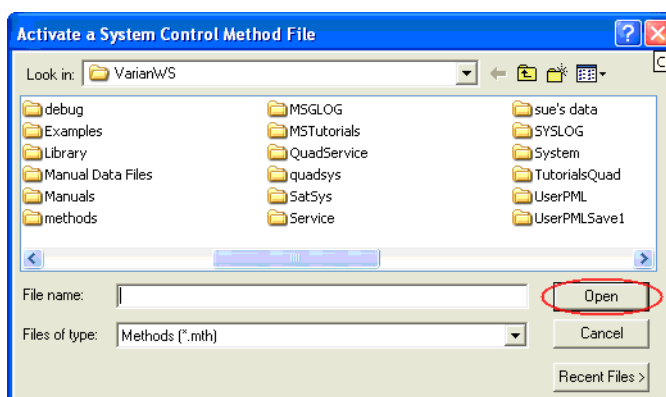 Activate a System Control Method File
Look in: VarianWS
debug MSGLOG sue's data
Examples MSTutorials SYSLOG
Library QuadService System
Manual Data Files quadsys TutorialsQuad
Manuals SatSys UserPML
methods Service UserPMLSave1
File name: Open
Files of type: Methods (*.mth) Cancel
Recent Files >